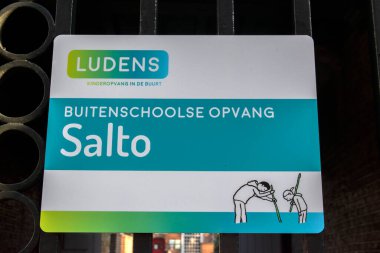 LUDENS
KINDEROPVANG IN DE BUURT
BUITENSCHOOLSE OPVANG
Salto